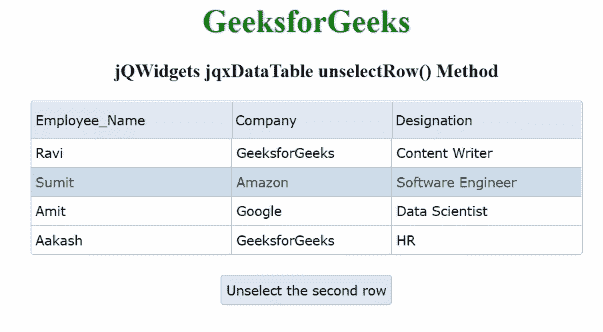 GeeksforGeeks
jQWidgets jqxDataTable unselectRow() Method
Employee_Name Company Designation
Ravi GeeksforGeeks Content Writer
Sumit Amazon Software Engineer
Amit Google Data Scientist
Aakash GeeksforGeeks HR
Unselect the second row